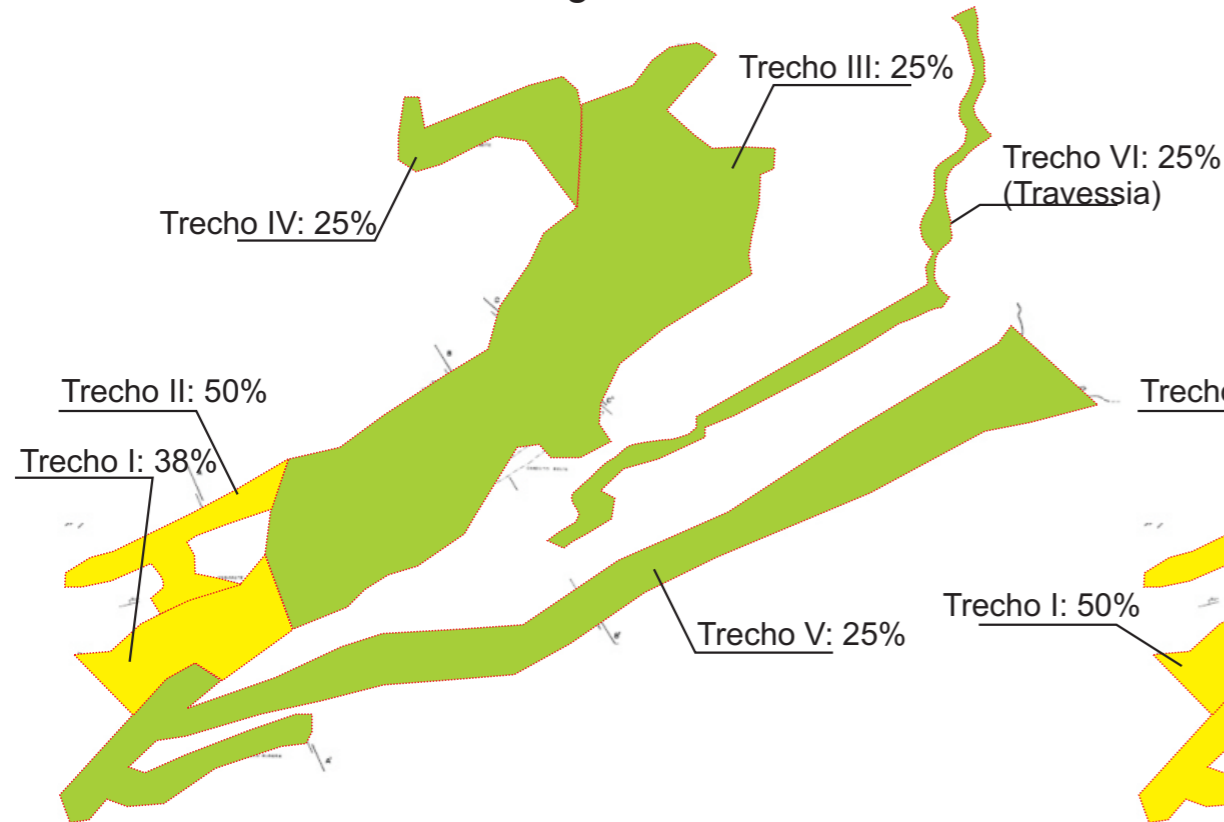 Trecho III: 25%
Trecho VI: 25%
(Travessia)
Trecho IV: 25%
Trecho II: 50%
Trecho I: 38%
Trecho I: 50%
Trecho V: 25%